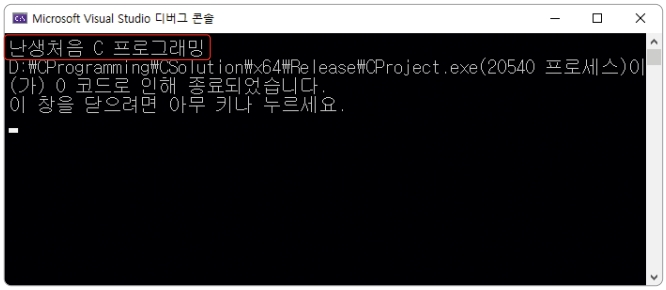 Microsoft Visual Studio 디버그 콘솔
난생처음 C 프로그래밍
D:₩CProgramming₩CSolution₩x64₩Release₩CProject.exe(20540 프로세스)이
(가) 0 코드로 인해 종료되었습니다.
이 창을 닫으려면 아무 키나 누르세요.